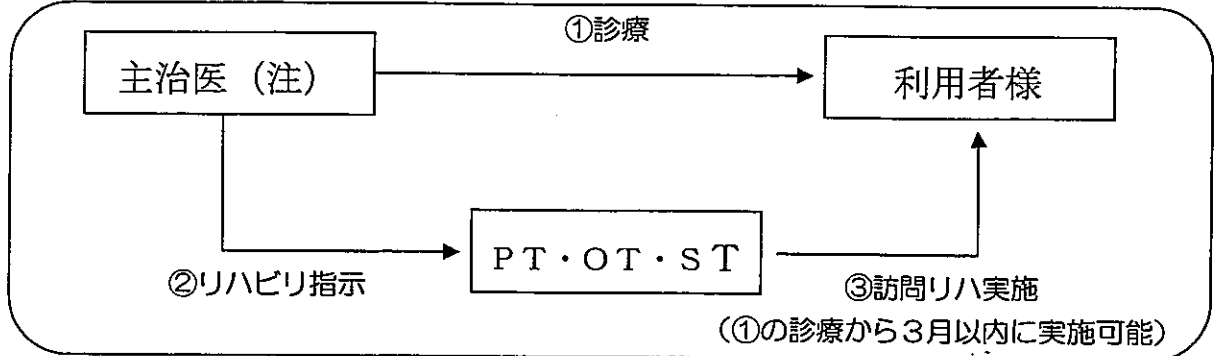 ①診療
主治医（注）
利用者様
ＰＴ・ＯＴ・ＳＴ
②リハビリ指示
③訪問リハ実施
（①の診療から３月以内に実施可能）